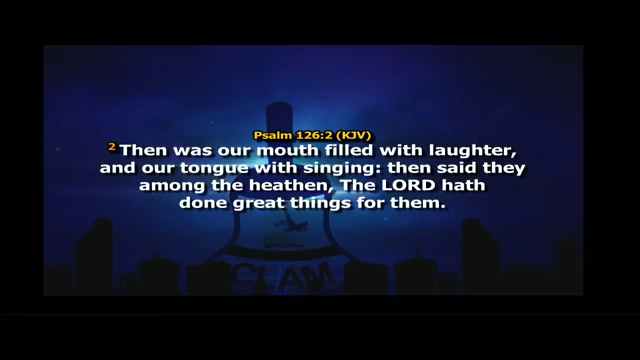 Psalm 126:2 (KJV)
2 Then was our mouth filled with laughter,
and our tongue with singing: then said they
among the heathen, The LORD hath
done great things for them.
CLAM